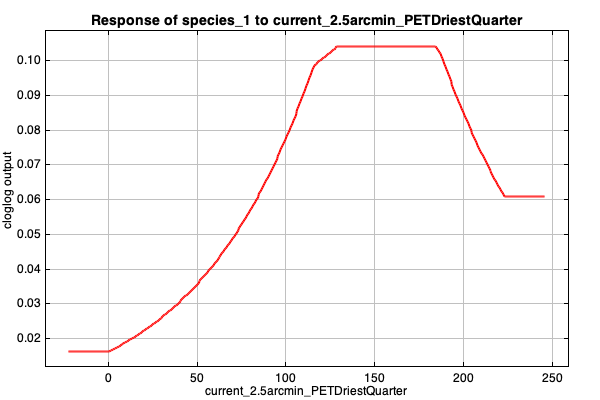 Response of species_1 to current_2.5arcmin_PETDriestQuarter
cloglog output
0.10
0.09
0.08
0.07
0.06
0.05
0.04
0.03
0.02
0 50 100 150 200 250
current_2.5arcmin_PETDriestQuarter